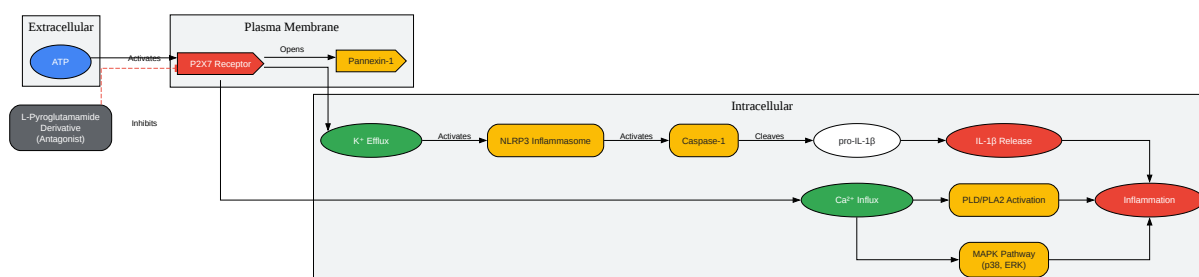 Extracellular
Plasma Membrane
ATP
Activates
P2X7 Receptor
Opens
Pannexin-1
L-Pyroglutamamide
Derivative
(Antagonist)
Inhibits
Intracellular
K⁺ Efflux
Activates
NLRP3 Inflammasome
Activates
Caspase-1
Cleaves
pro-IL-1β
IL-1β Release
Ca²⁺ Influx
PLD/PLA2 Activation
Inflammation
MAPK Pathway
(p38, ERK)